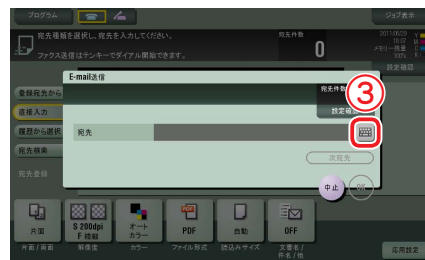 プログラム
ジョブ表示
宛先種類を選択し、宛先を入力してください。
ファクス送信はテンキーでダイアル開始できます。
宛先件数
0
2011/06/29
18:07
メモリー残量
100%
Y
M
C
K
設定確認
E-mail送信
宛先件数
設定確
③
登録宛先から
直接入力
履歴から選択
宛先検索
宛先登録
宛先
次宛先
中止
OK
片面
S 200dpi
F 精細
オート
カラー
PDF
自動
OFF
片面/両面
解像度
カラー
ファイル形式
読込みサイズ
文書名/
件名/他
応用設定